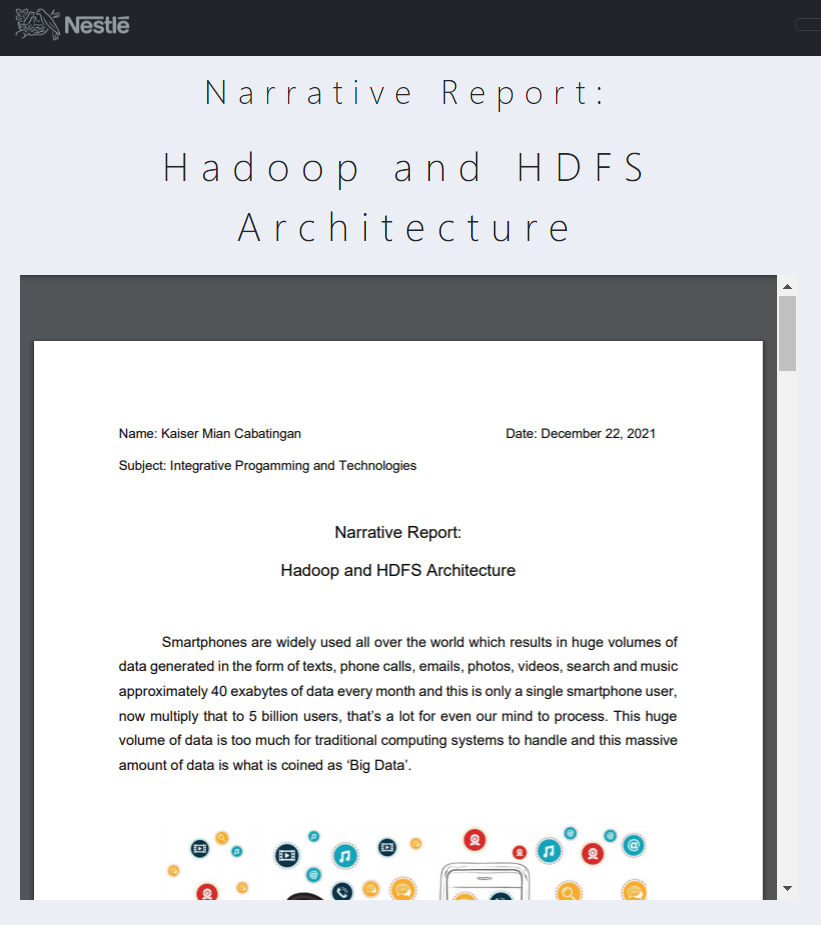 Nestlé
Narrative Report:
Hadoop and HDFS
Architecture
Name: Kaiser Mian Cabatingan
Date: December 22, 2021
Subject: Integrative Progamming and Technologies
Narrative Report:
Hadoop and HDFS Architecture
Smartphones are widely used all over the world which results in huge volumes of
data generated in the form of texts, phone calls, emails, photos, videos, search and music
approximately 40 exabytes of data every month and this is only a single smartphone user,
now multiply that to 5 billion users, that's a lot for even our mind to process. This huge
volume of data is too much for traditional computing systems to handle and this massive
amount of data is what is coined as 'Big Data'.